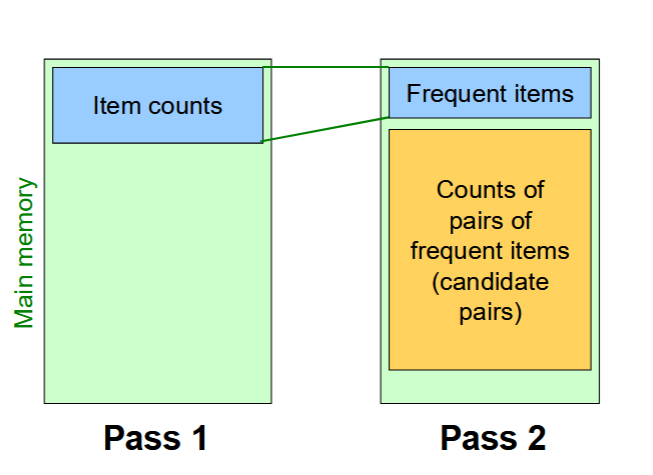 Item counts
Frequent items
Counts of
pairs of
frequent items
(candidate
pairs)
Main memory
Pass 1
Pass 2